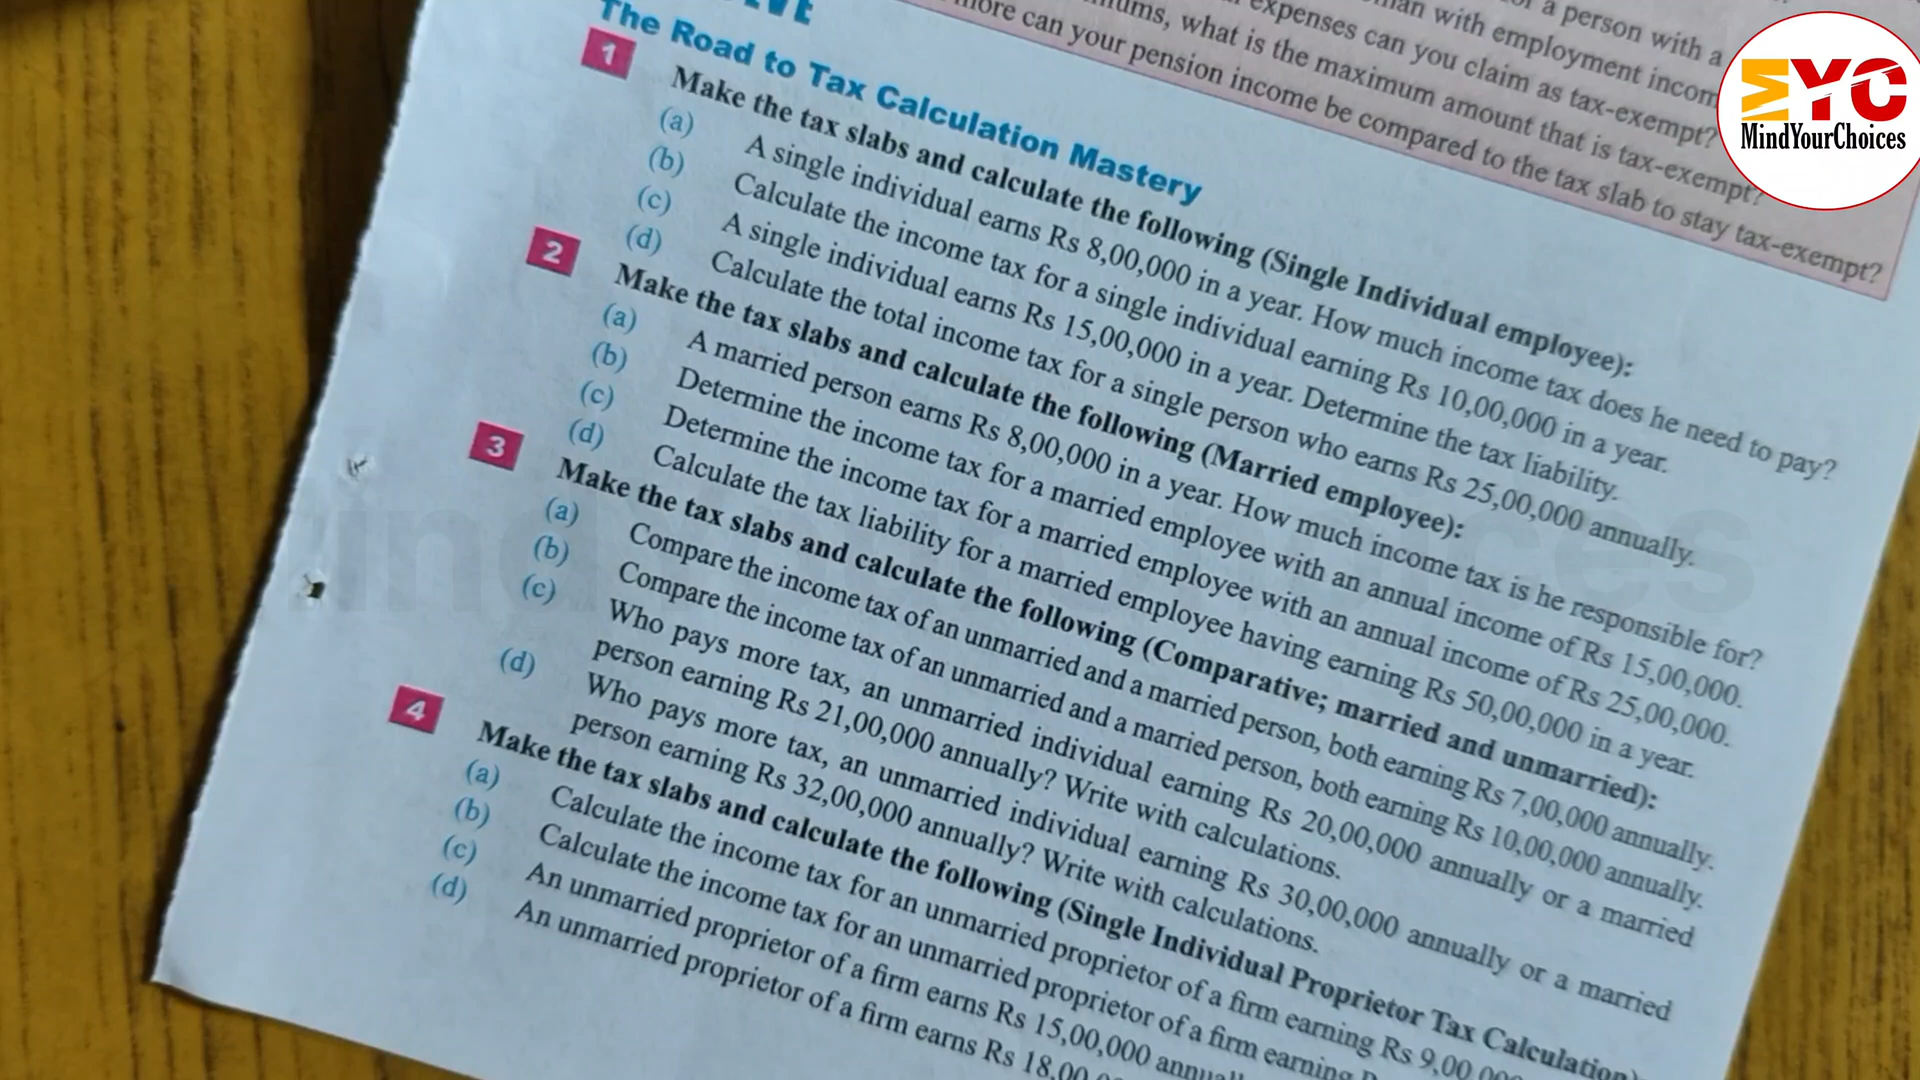 of a person with a
man with employment incom
expenses can you claim as tax-exempt?
what is the maximum amount that is tax-exempt?
more can your pension income be compared to the tax slab to stay tax-exempt?
MYC
MindYourChoices
The Road to Tax Calculation Mastery
1 Make the tax slabs and calculate the following (Single Individual employee):
(a) A single individual earns Rs 8,00,000 in a year. How much income tax does he need to pay?
(b) Calculate the income tax for a single individual earning Rs 10,00,000 in a year.
(c) A single individual earns Rs 15,00,000 in a year. Determine the tax liability.
(d) Calculate the total income tax for a single person who earns Rs 25,00,000 annually.
2 Make the tax slabs and calculate the following (Married employee):
(a) A married person earns Rs 8,00,000 in a year. How much income tax is he responsible for?
(b) Determine the income tax for a married employee with an annual income of Rs 15,00,000.
(c) Determine the income tax for a married employee with an annual income of Rs 25,00,000.
(d) Calculate the tax liability for a married employee having earning Rs 50,00,000 in a year.
3 Make the tax slabs and calculate the following (Comparative; married and unmarried):
(a) Compare the income tax of an unmarried and a married person, both earning Rs 7,00,000 annually.
(b) Compare the income tax of an unmarried and a married person, both earning Rs 10,00,000 annually.
(c) Who pays more tax, an unmarried individual earning Rs 20,00,000 annually or a married
person earning Rs 21,00,000 annually? Write with calculations.
(d) Who pays more tax, an unmarried individual earning Rs 30,00,000 annually or a married
person earning Rs 32,00,000 annually? Write with calculations.
4 Make the tax slabs and calculate the following (Single Individual Proprietor Tax Calculation)
(a) Calculate the income tax for an unmarried proprietor of a firm earning Rs 9,00
(b) Calculate the income tax for an unmarried proprietor of a firm earning
(c) An unmarried proprietor of a firm earns Rs 15,00,000
(d) An unmarried proprietor of a firm earns Rs 18,00